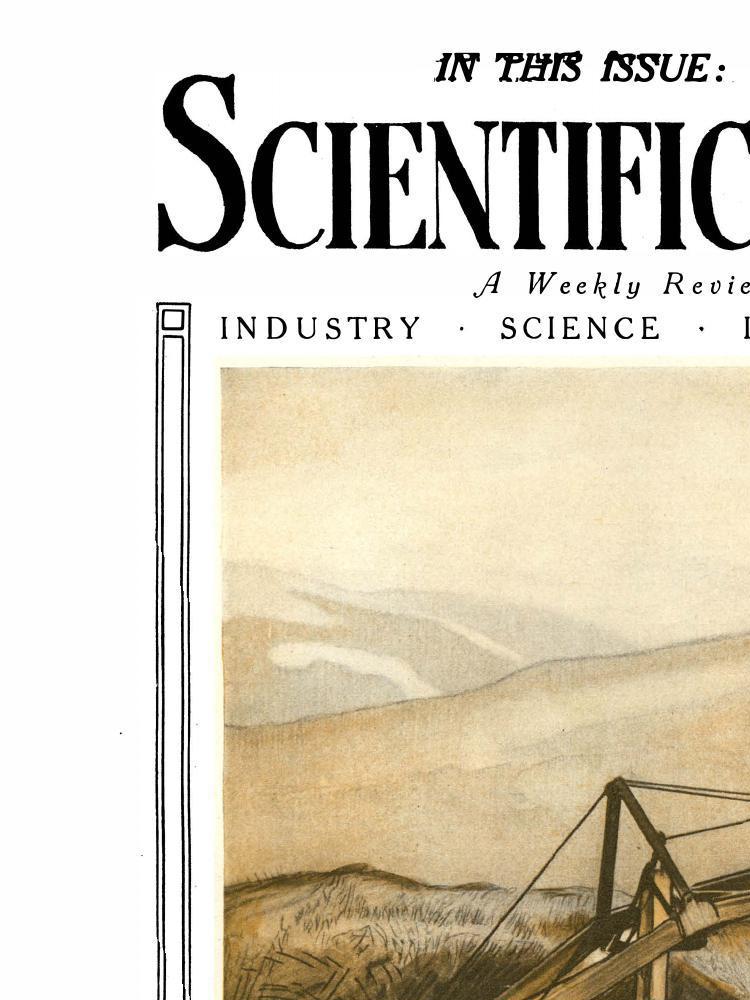 IN THIS ISSUE:
SCIENTIFIC
A Weekly Revie
INDUSTRY · SCIENCE ·